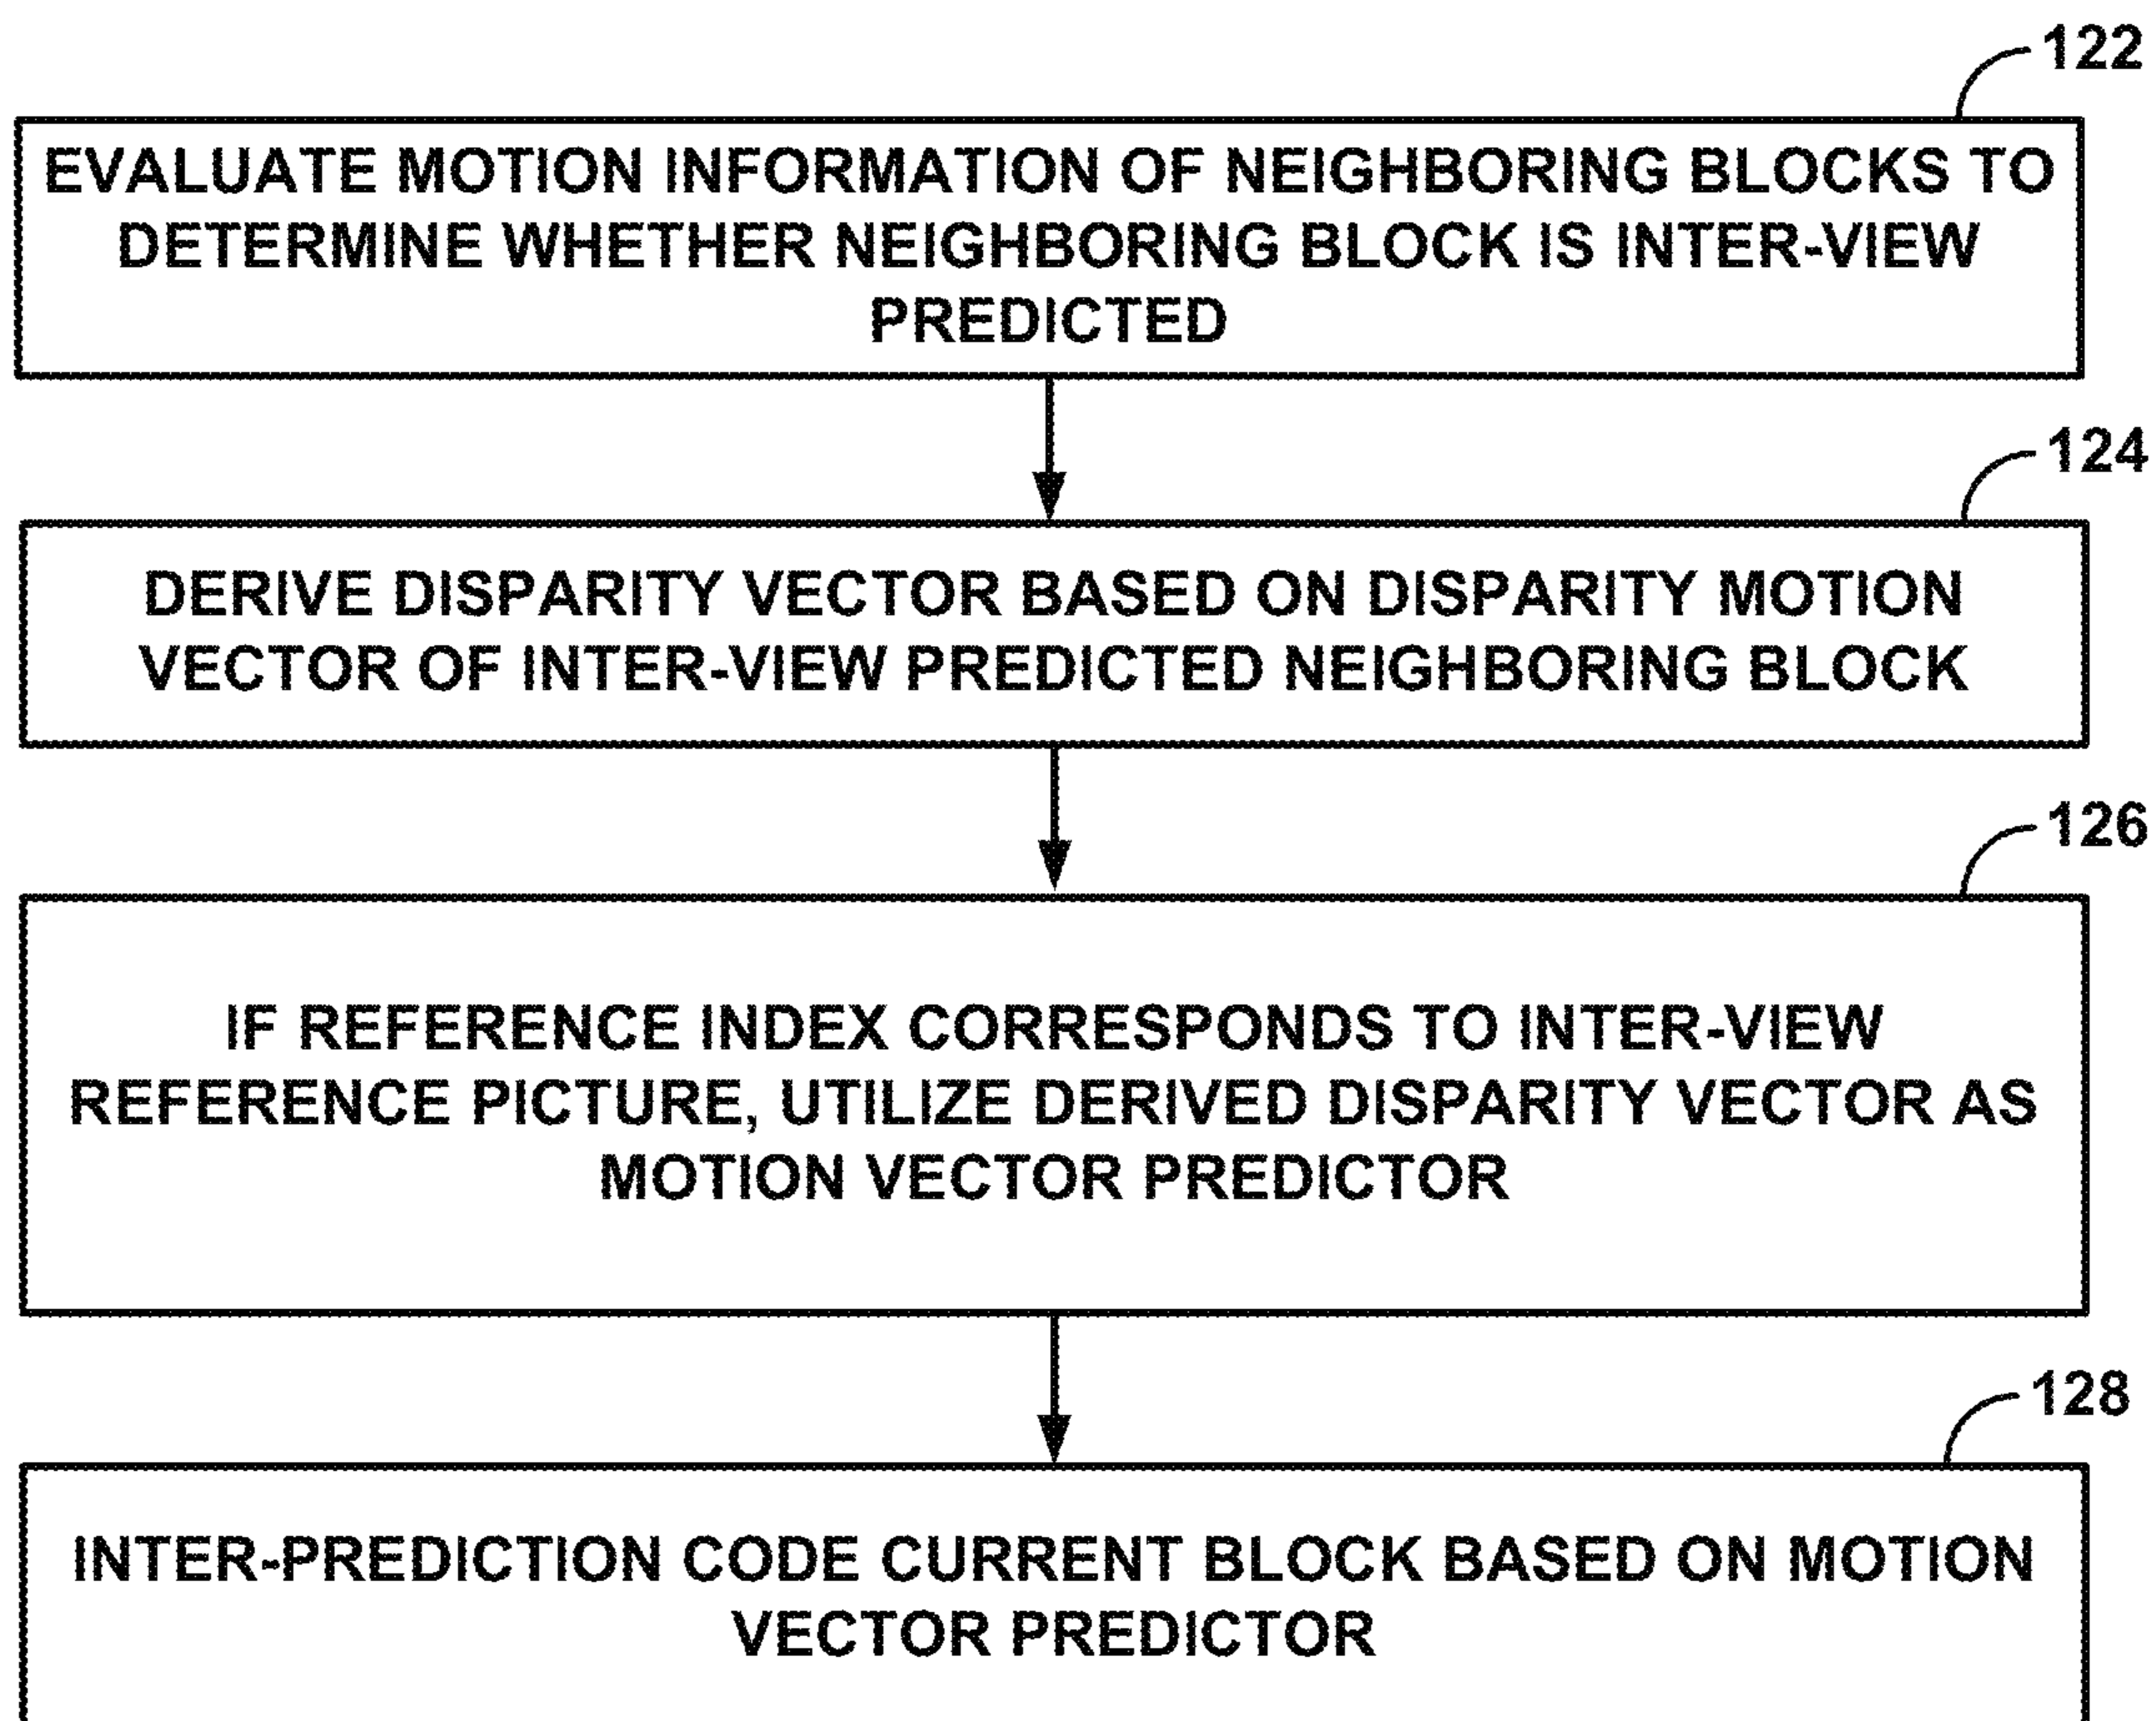 122
EVALUATE MOTION INFORMATION OF NEIGHBORING BLOCKS TO
DETERMINE WHETHER NEIGHBORING BLOCK IS INTER-VIEW
PREDICTED
124
DERIVE DISPARITY VECTOR BASED ON DISPARITY MOTION
VECTOR OF INTER-VIEW PREDICTED NEIGHBORING BLOCK
126
IF REFERENCE INDEX CORRESPONDS TO INTER-VIEW
REFERENCE PICTURE, UTILIZE DERIVED DISPARITY VECTOR AS
MOTION VECTOR PREDICTOR
128
INTER-PREDICTION CODE CURRENT BLOCK BASED ON MOTION
VECTOR PREDICTOR